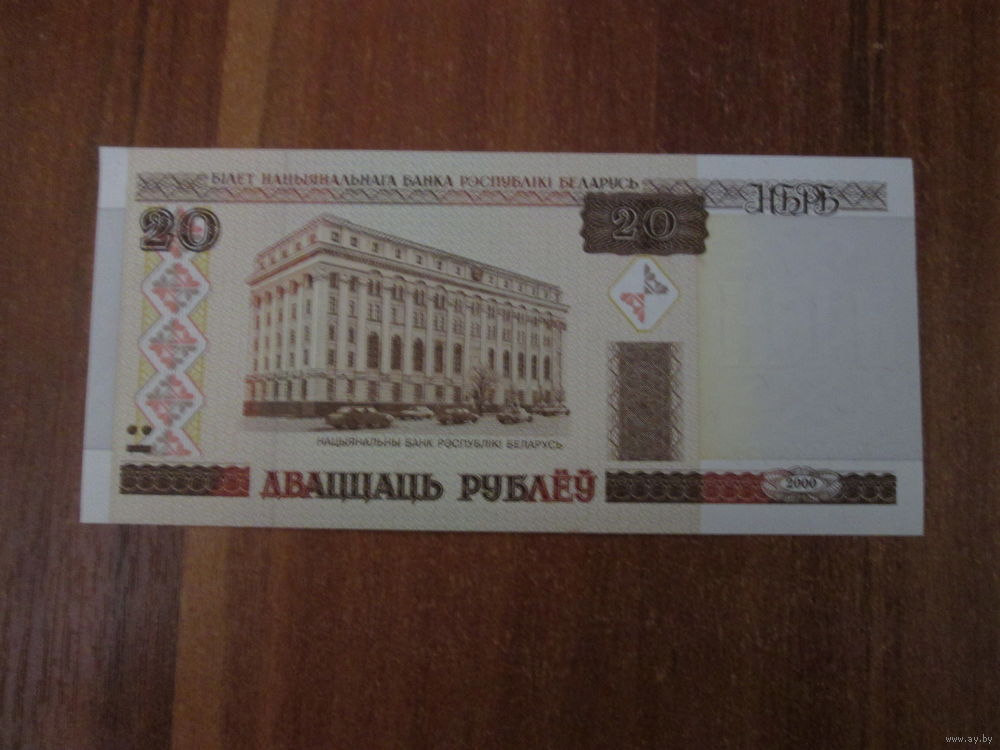 БІЛЕТ НАЦЫЯНАЛЬНАГА БАНКА РЭСПУБЛІКІ БЕЛАРУСЬ
НБРБ
20
20
НАЦЫЯНАЛЬНЫ БАНК РЭСПУБЛІКІ БЕЛАРУСЬ
ДВАЦЦАЦЬ РУБЛЁЎ
2000
www.ay.by